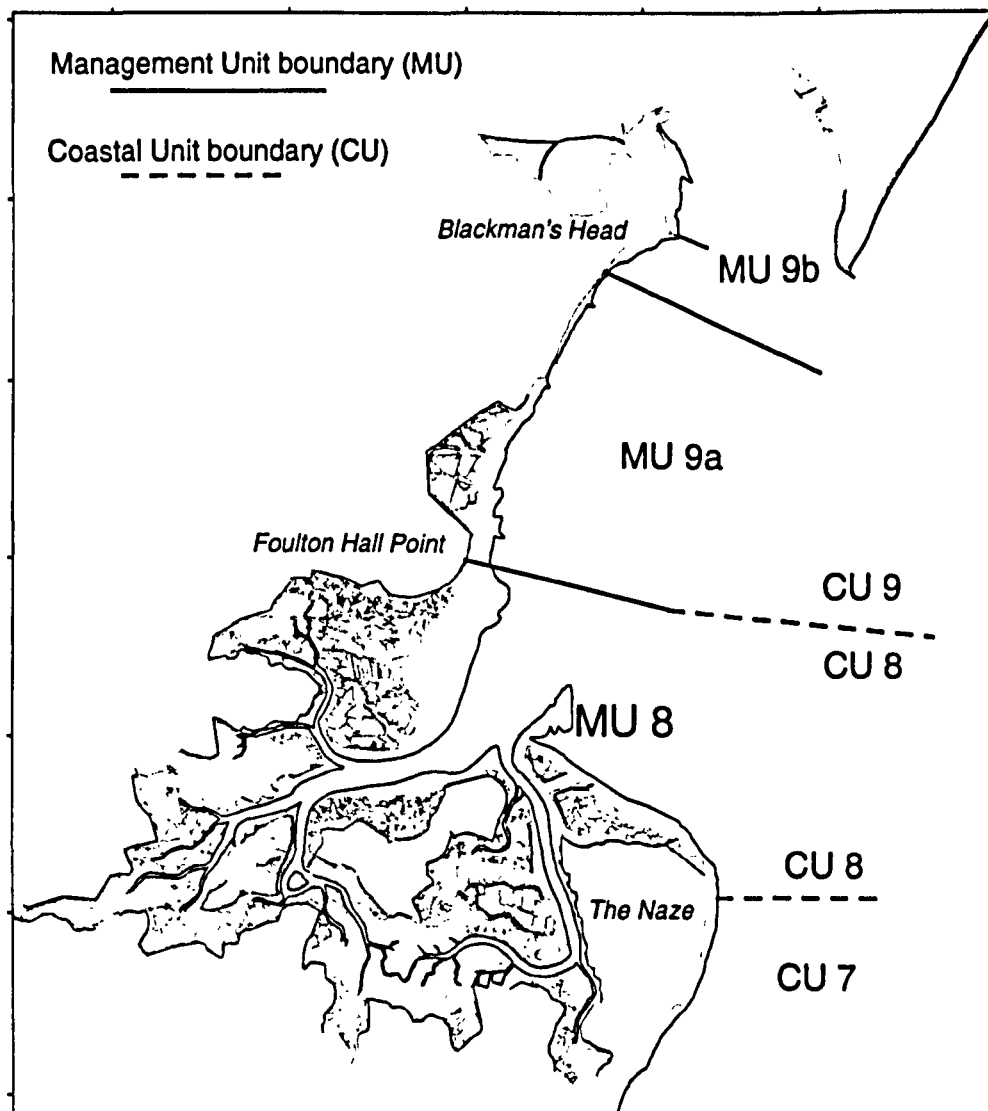 Management Unit boundary (MU)
Coastal Unit boundary (CU)
Blackman's Head
MU 9b
MU 9a
Foulton Hall Point
CU 9
CU 8
MU 8
CU 8
The Naze
CU 7